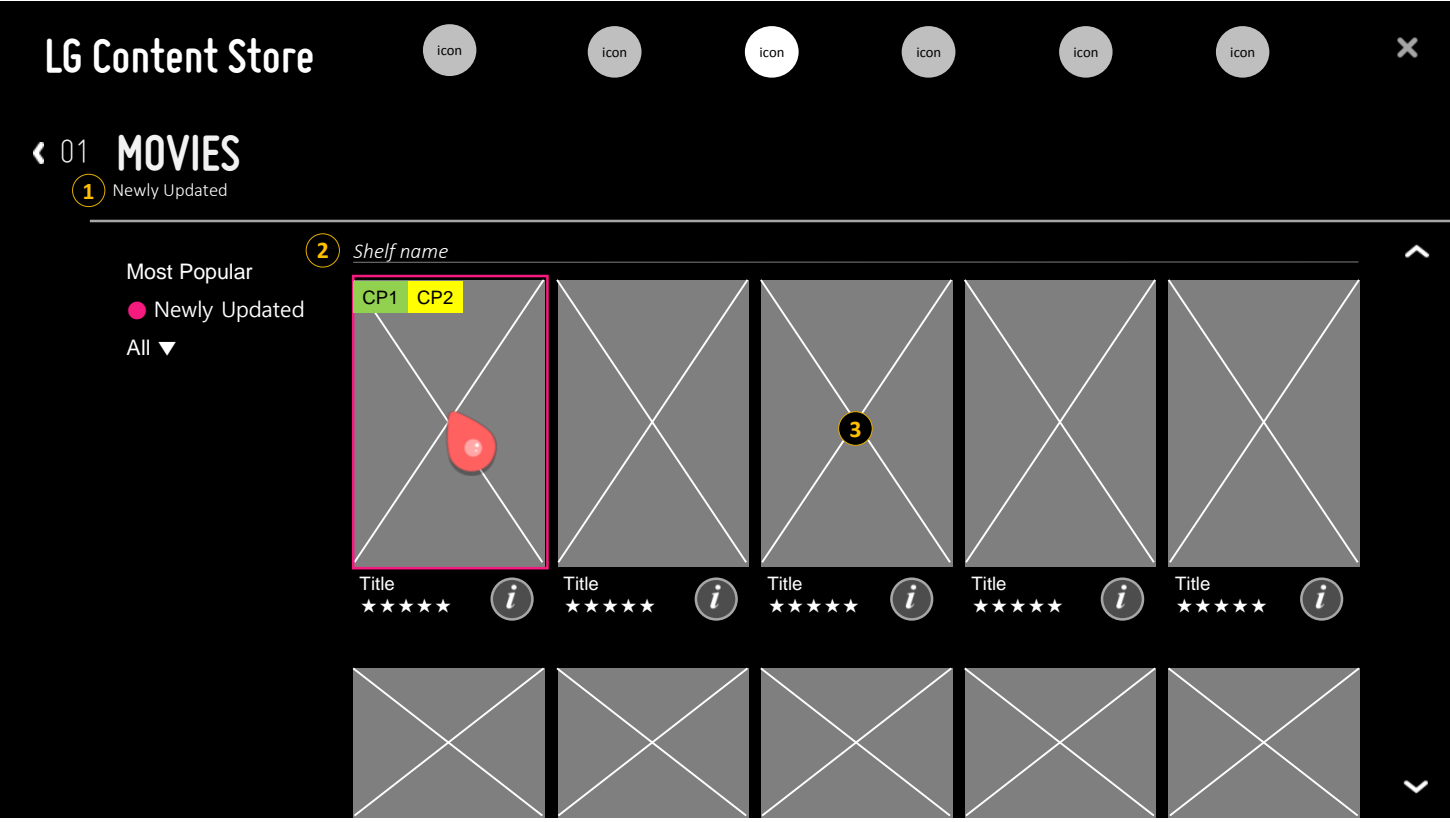 LG Content Store
icon
icon
icon
icon
icon
icon
01 MOVIES
1 Newly Updated
2 Shelf name
Most Popular
Newly Updated
All
CP1 CP2
3
Title
★★★★★
i
Title
★★★★★
i
Title
★★★★★
i
Title
★★★★★
i
Title
★★★★★
i